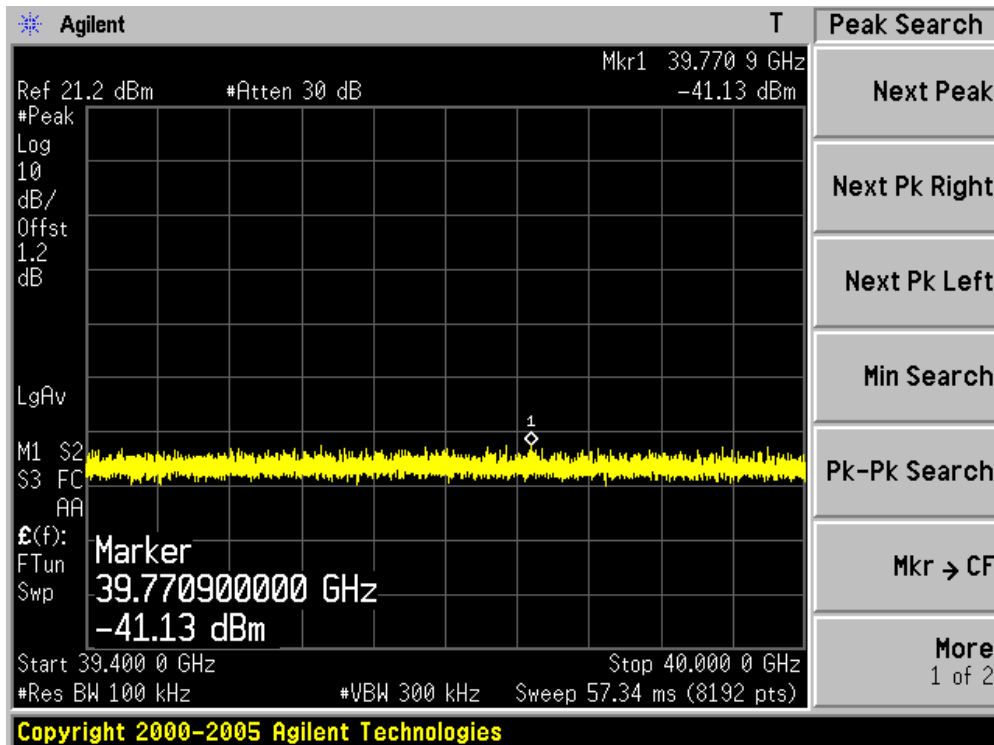 Agilent T
Mkr1 39.770 9 GHz
Ref 21.2 dBm #Atten 30 dB -41.13 dBm
#Peak
Log
10
dB/
Offst
1.2
dB
LgAv
1
M1 S2
S3 FC
AA
£(f):
FTun
Swp
Marker
39.770900000 GHz
-41.13 dBm
Start 39.400 0 GHz Stop 40.000 0 GHz
#Res BW 100 kHz #VBW 300 kHz Sweep 57.34 ms (8192 pts)
Copyright 2000-2005 Agilent Technologies
Peak Search
Next Peak
Next Pk Right
Next Pk Left
Min Search
Pk-Pk Search
Mkr → CF
More
1 of 2